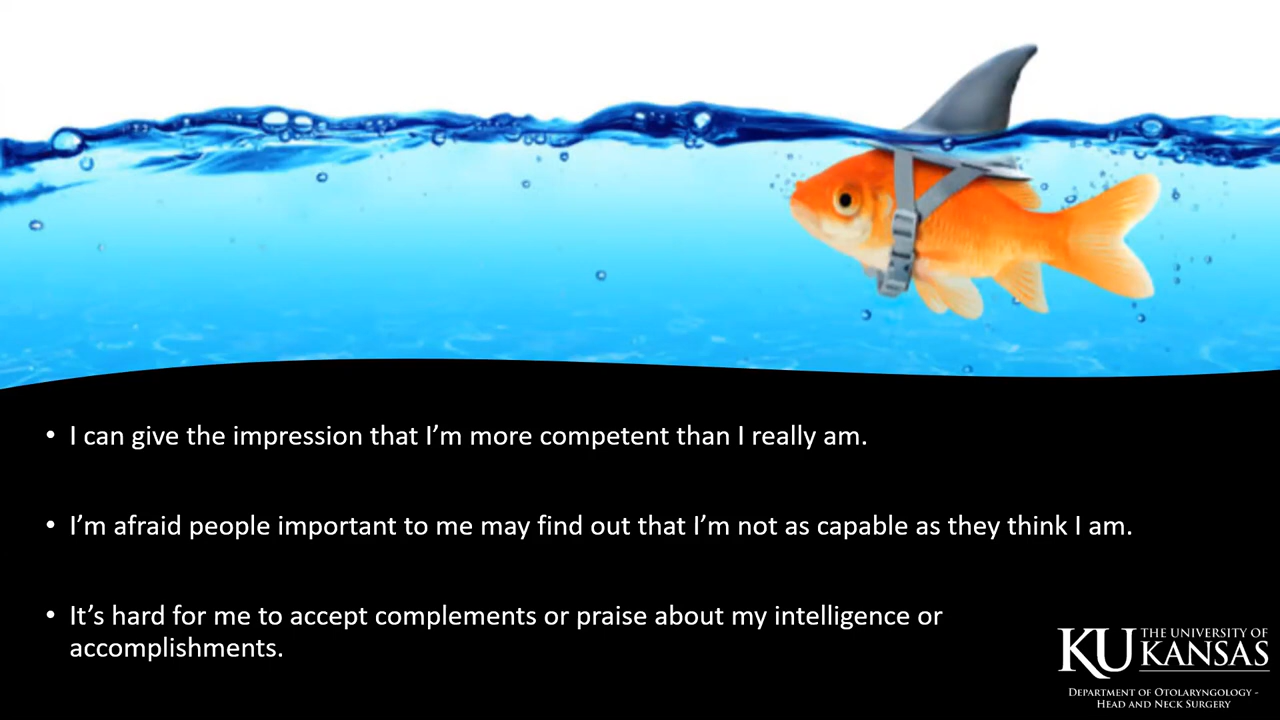 • I can give the impression that I’m more competent than I really am.
• I’m afraid people important to me may find out that I’m not as capable as they think I am.
• It’s hard for me to accept complements or praise about my intelligence or
accomplishments.
KU THE UNIVERSITY OF
KANSAS
DEPARTMENT OF OTOLARYNGOLOGY -
HEAD AND NECK SURGERY